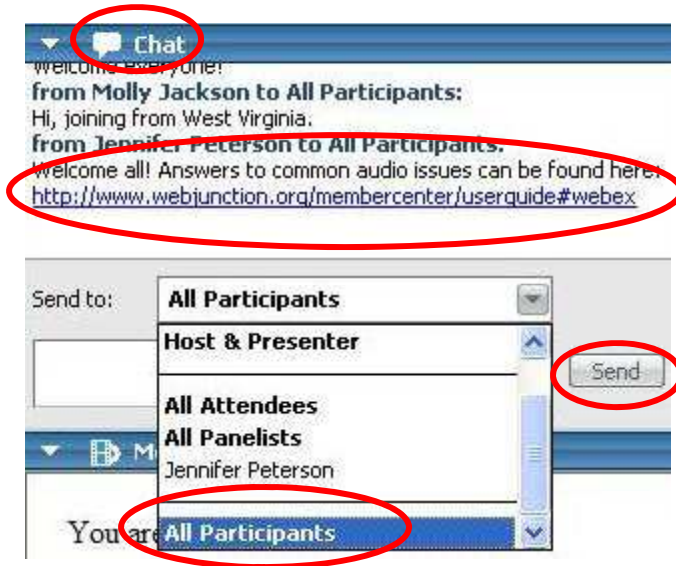 Chat
Welcome everyone!
from Molly Jackson to All Participants:
Hi, joining from West Virginia.
from Jennifer Peterson to All Participants:
Welcome all! Answers to common audio issues can be found here:
http://www.webjunction.org/membercenter/userguide#webex
Send to:
All Participants
Host & Presenter
Send
All Attendees
All Panelists
M
Jennifer Peterson
You are
All Participants